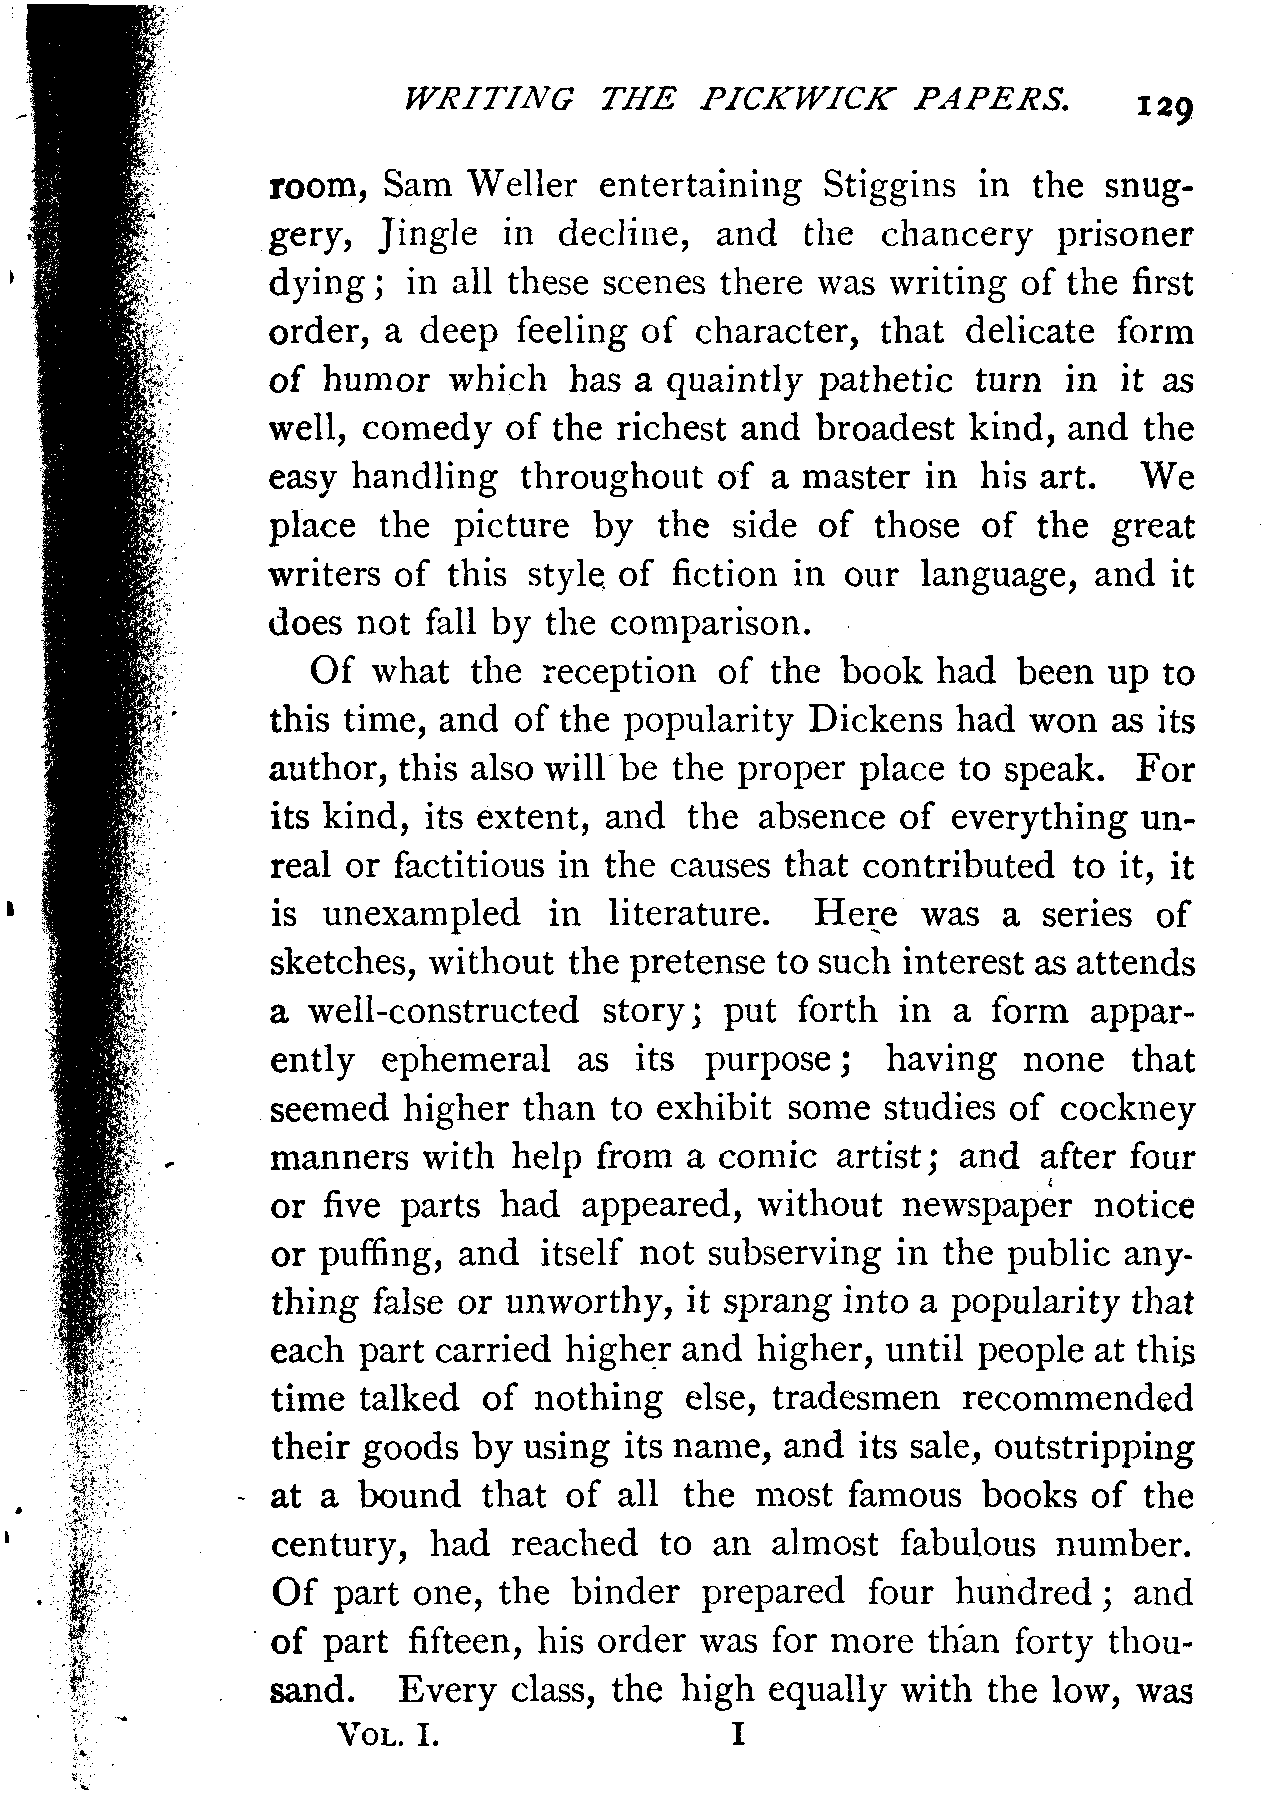 WRITING THE PICKWICK PAPERS. 129
room, Sam Weller entertaining Stiggins in the snug-
gery, Jingle in decline, and the chancery prisoner
dying; in all these scenes there was writing of the first
order, a deep feeling of character, that delicate form
of humor which has a quaintly pathetic turn in it as
well, comedy of the richest and broadest kind, and the
easy handling throughout of a master in his art. We
place the picture by the side of those of the great
writers of this style of fiction in our language, and it
does not fall by the comparison.
Of what the reception of the book had been up to
this time, and of the popularity Dickens had won as its
author, this also will be the proper place to speak. For
its kind, its extent, and the absence of everything un-
real or factitious in the causes that contributed to it, it
is unexampled in literature. Here was a series of
sketches, without the pretense to such interest as attends
a well-constructed story; put forth in a form appar-
ently ephemeral as its purpose; having none that
seemed higher than to exhibit some studies of cockney
manners with help from a comic artist; and after four
or five parts had appeared, without newspaper notice
or puffing, and itself not subserving in the public any-
thing false or unworthy, it sprang into a popularity that
each part carried higher and higher, until people at this
time talked of nothing else, tradesmen recommended
their goods by using its name, and its sale, outstripping
at a bound that of all the most famous books of the
century, had reached to an almost fabulous number.
Of part one, the binder prepared four hundred; and
of part fifteen, his order was for more than forty thou-
sand. Every class, the high equally with the low, was
VOL. I. I